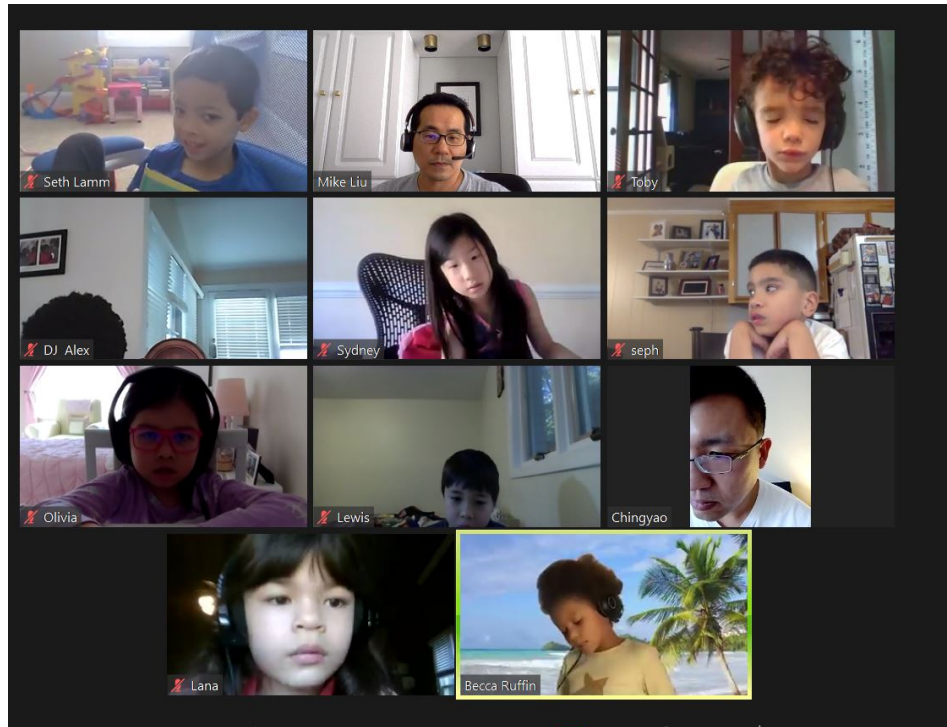 Seth Lamm
Mike Liu
Toby
DJ Alex
Sydney
seph
Olivia
Lewis
Chingyao
Lana
Becca Ruffin